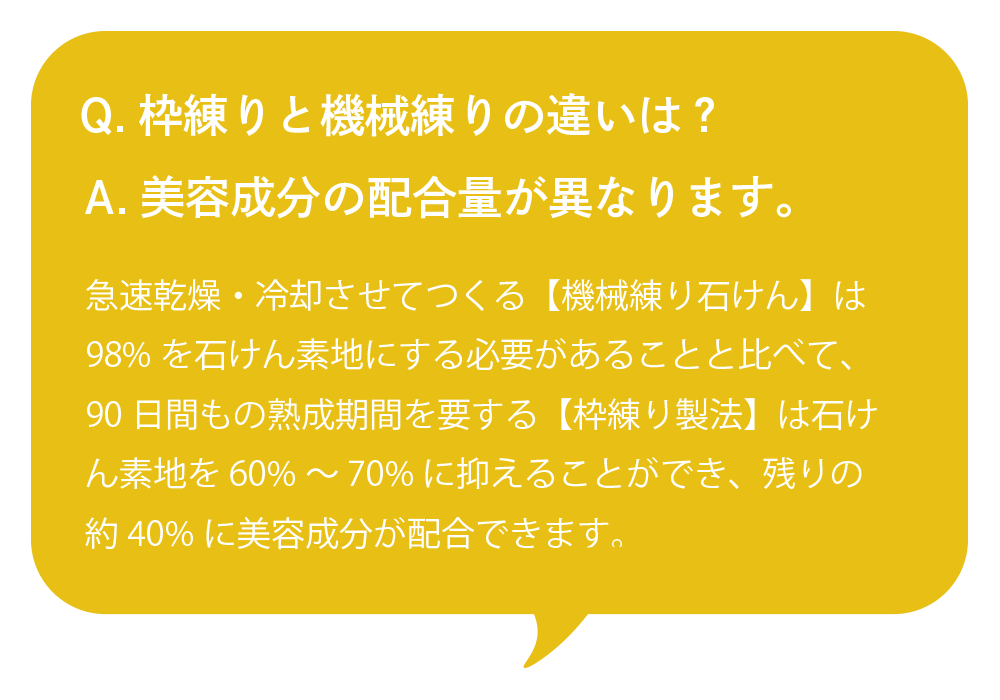 Q. 枠練りと機械練りの違いは？
A. 美容成分の配合量が異なります。
急速乾燥・冷却させてつくる【機械練り石けん】は
98% を石けん素地にする必要があることと比べて、
90 日間もの熟成期間を要する【枠練り製法】は石け
ん素地を 60% ～ 70% に抑えることができ、残りの
約 40% に美容成分が配合できます。